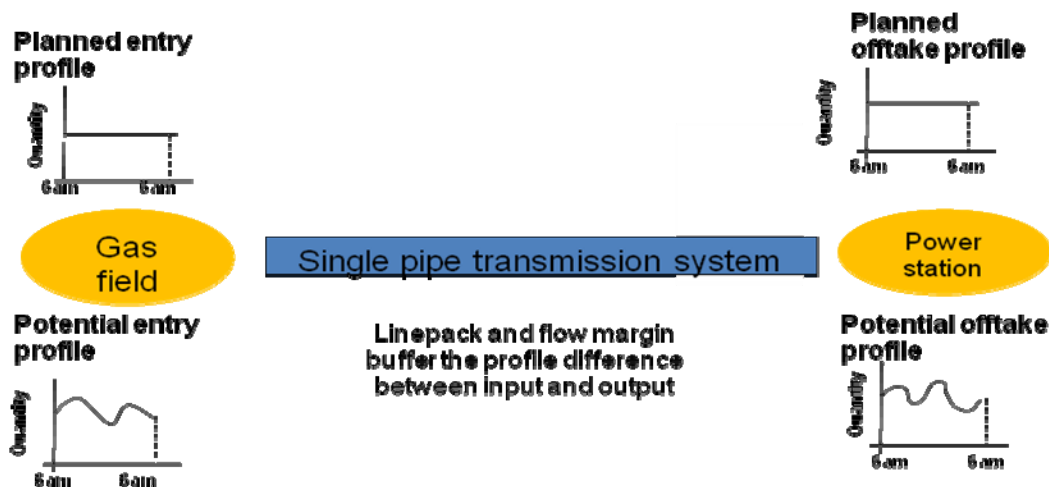 Planned entry
profile
Quantity
6am
6am
Planned
offtake profile
Quantity
6am
6am
Gas
field
Single pipe transmission system
Power
station
Potential entry
profile
Quantity
6am
6am
Linepack and flow margin
buffer the profile difference
between input and output
Potential offtake
profile
Quantity
6am
6am